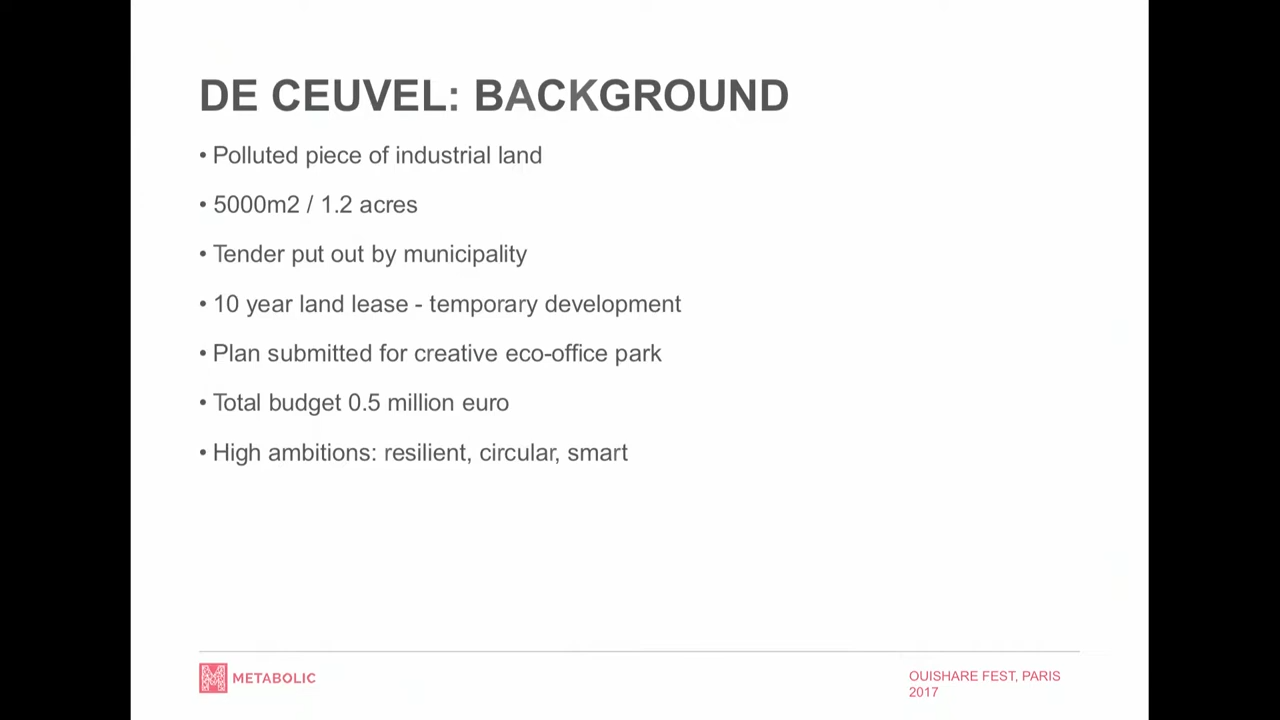 DE CEUVEL: BACKGROUND
• Polluted piece of industrial land
• 5000m2 / 1.2 acres
• Tender put out by municipality
• 10 year land lease - temporary development
• Plan submitted for creative eco-office park
• Total budget 0.5 million euro
• High ambitions: resilient, circular, smart
METABOLIC
OUISHARE FEST, PARIS
2017